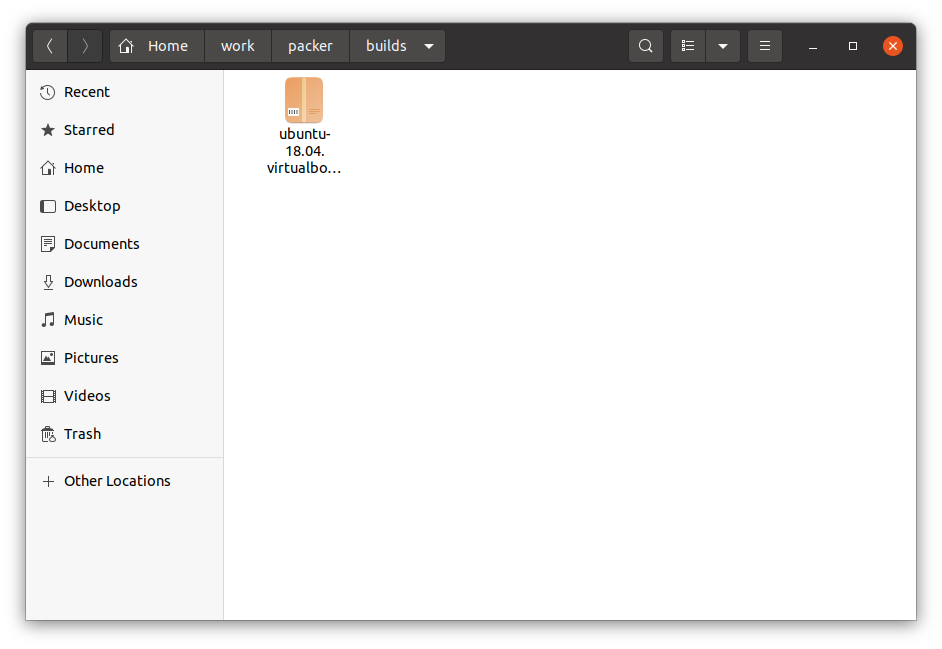 Home work packer builds
Recent
Starred
Home
Desktop
Documents
Downloads
Music
Pictures
Videos
Trash
Other Locations
ubuntu-
18.04.
virtualbo...